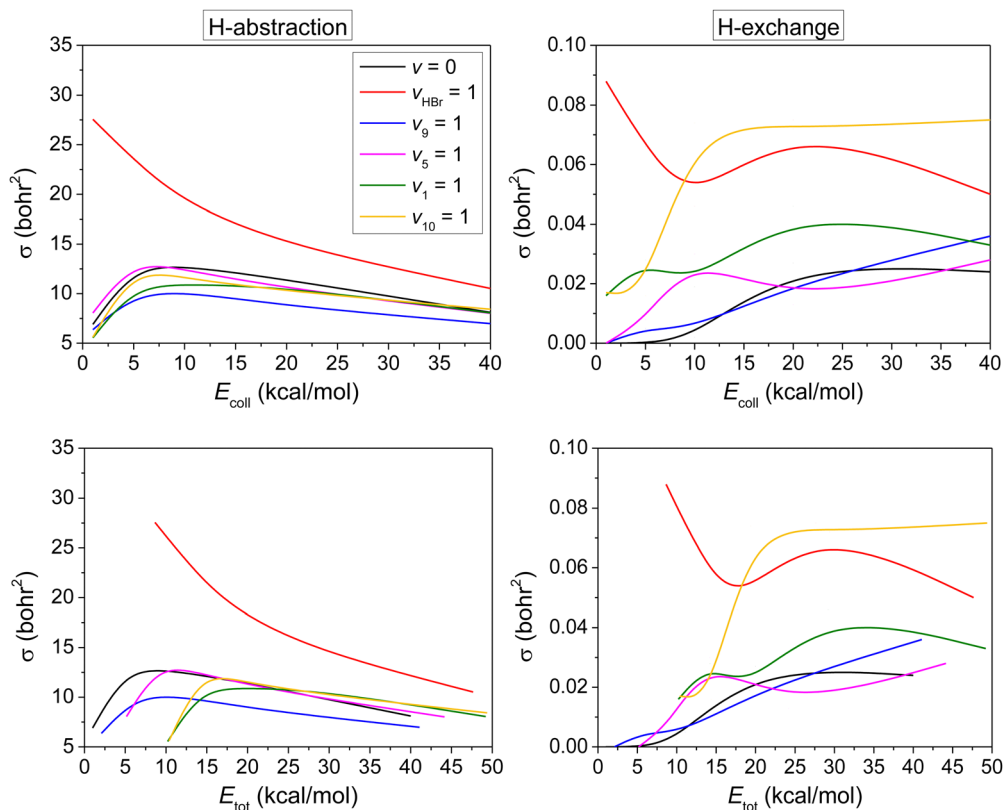 H-abstraction
H-exchange
35
30
25
20
15
10
5
σ (bohr²)
0 5 10 15 20 25 30 35 40
E_coll (kcal/mol)
v = 0
v_HBr = 1
v₉ = 1
v₅ = 1
v₁ = 1
v₁₀ = 1
0.10
0.08
0.06
0.04
0.02
0.00
σ (bohr²)
0 5 10 15 20 25 30 35 40
E_coll (kcal/mol)
35
30
25
20
15
10
5
σ (bohr²)
0 5 10 15 20 25 30 35 40 45 50
E_tot (kcal/mol)
0.10
0.08
0.06
0.04
0.02
0.00
σ (bohr²)
0 5 10 15 20 25 30 35 40 45 50
E_tot (kcal/mol)